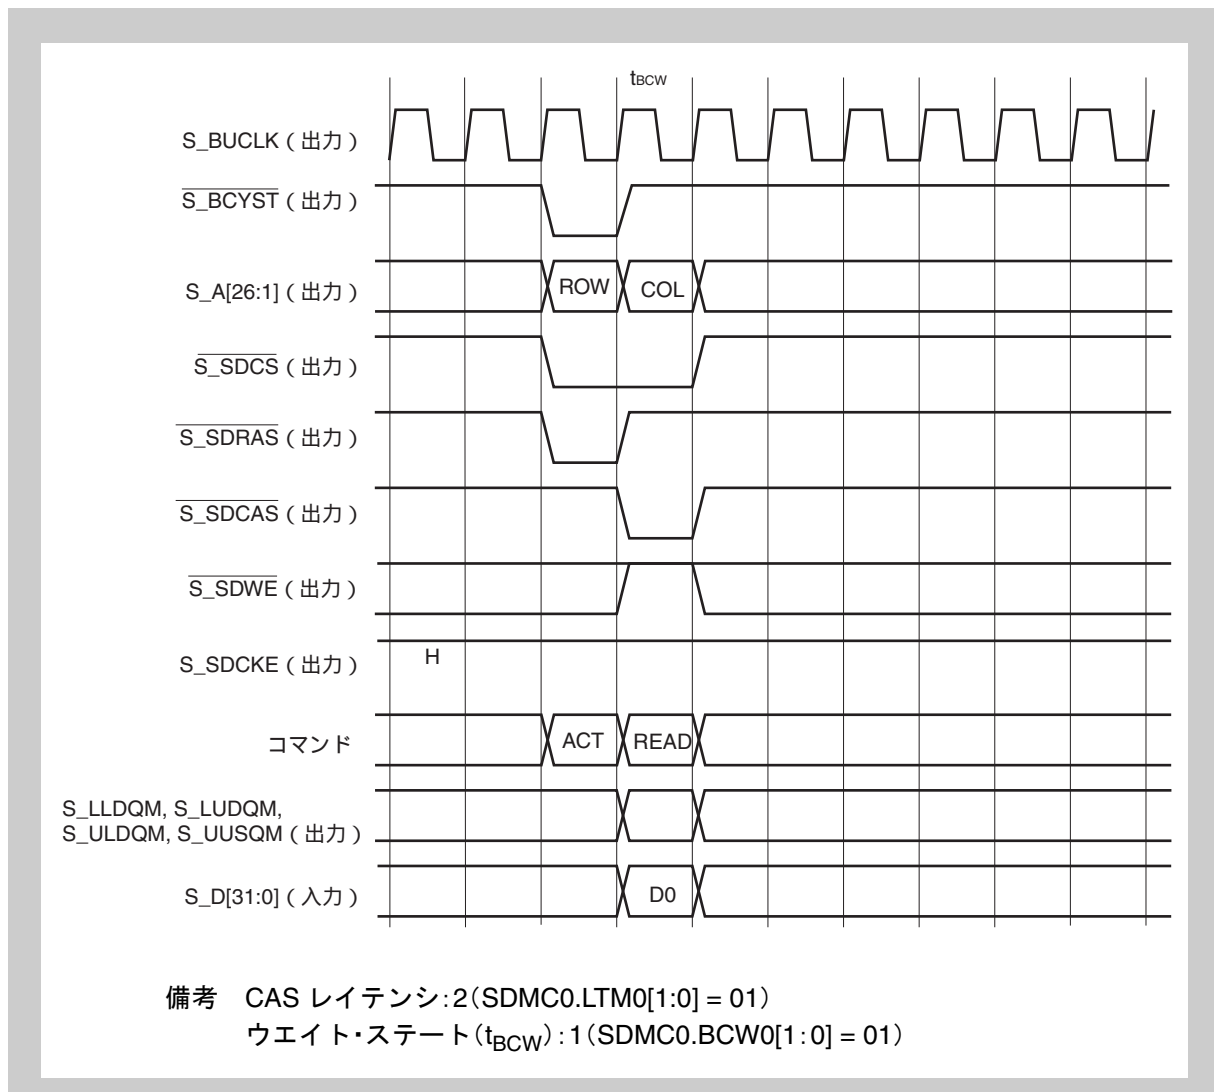 tBCW
S_BUCLK ( 出力 )
S_BCYST ( 出力 )
S_A[26:1] ( 出力 )
ROW
COL
S_SDCS ( 出力 )
S_SDRAS ( 出力 )
S_SDCAS ( 出力 )
S_SDWE ( 出力 )
S_SDCKE ( 出力 )
H
コマンド
ACT
READ
S_LLDQM, S_LUDQM,
S_ULDQM, S_UUSQM ( 出力 )
S_D[31:0] ( 入力 )
D0
備考 CAS レイテンシ:2(SDMC0.LTM0[1:0] = 01)
ウエイト・ステート(tBCW):1(SDMC0.BCW0[1:0] = 01)